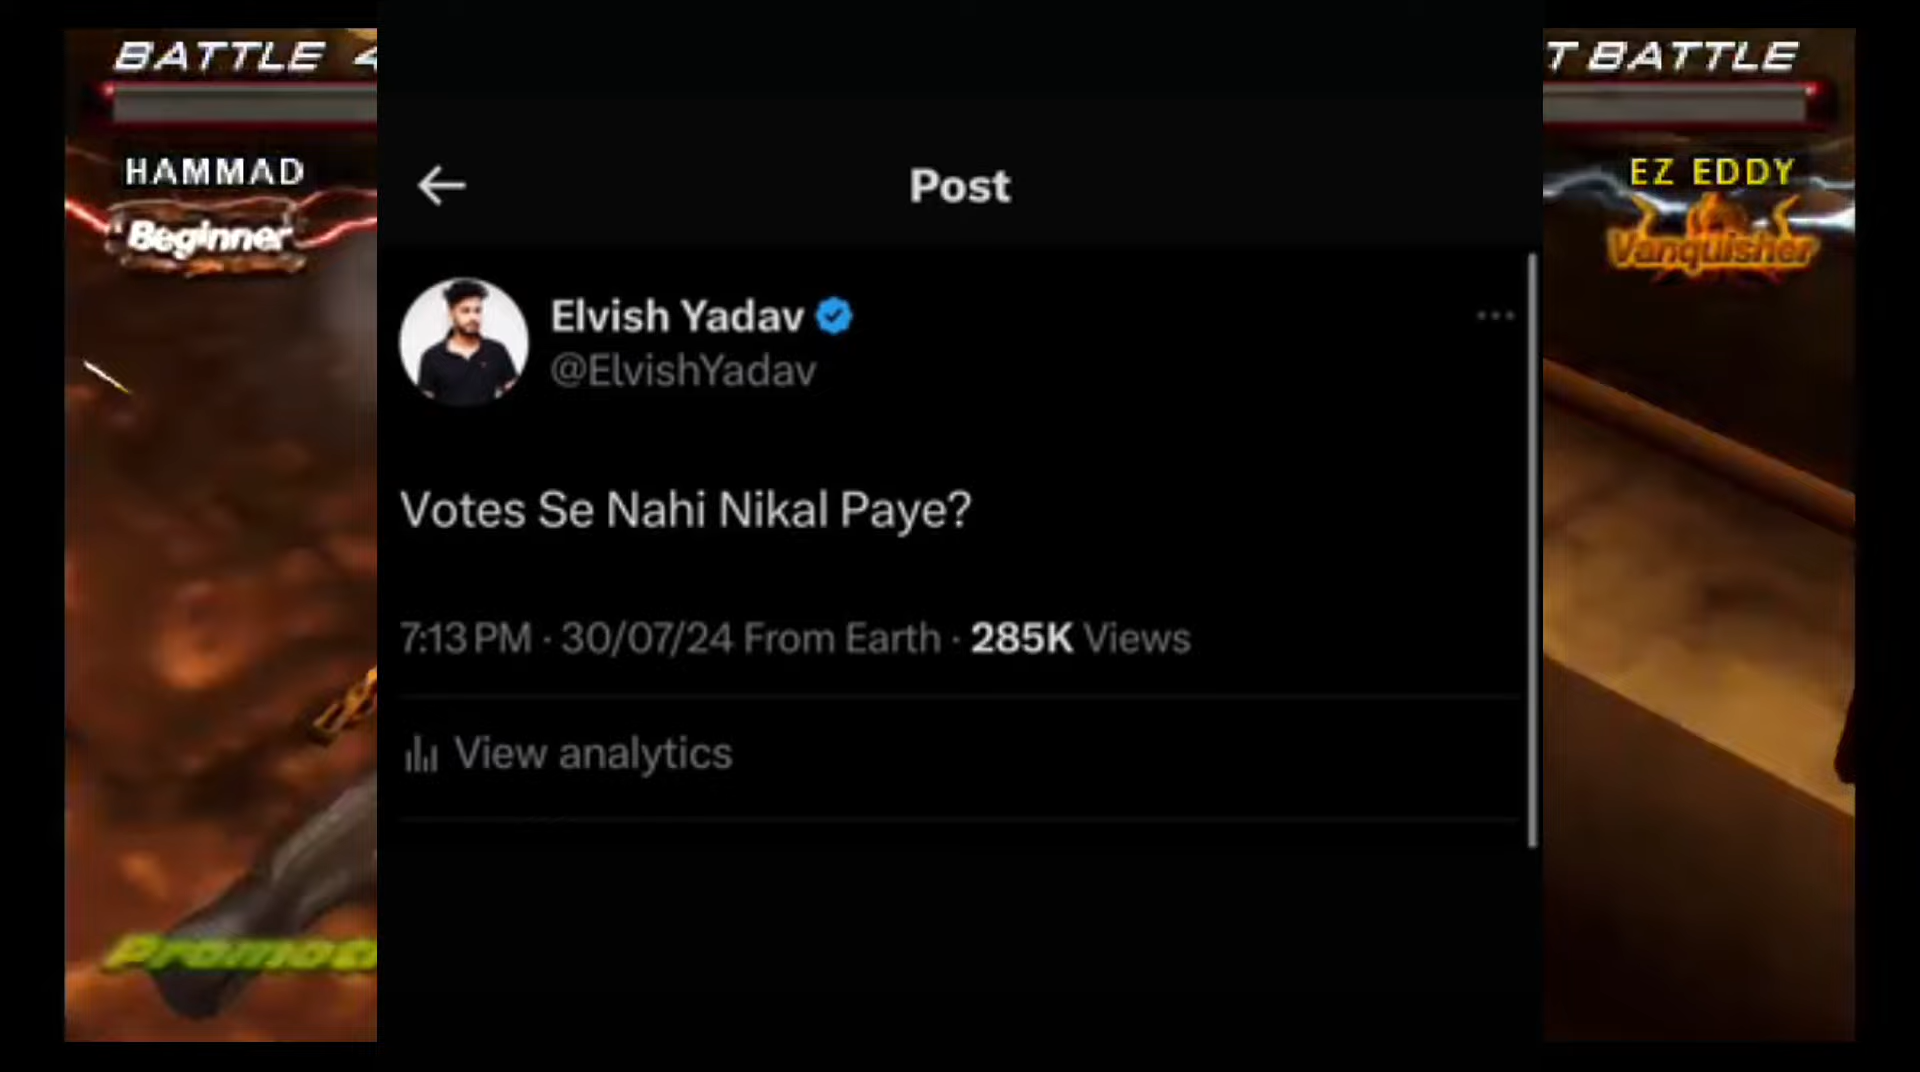 BATTLE 4
T BATTLE
HAMMAD
Beginner
EZ EDDY
Vanquisher
Post
Elvish Yadav
@ElvishYadav
Votes Se Nahi Nikal Paye?
7:13 PM · 30/07/24 From Earth · 285K Views
View analytics
Promot